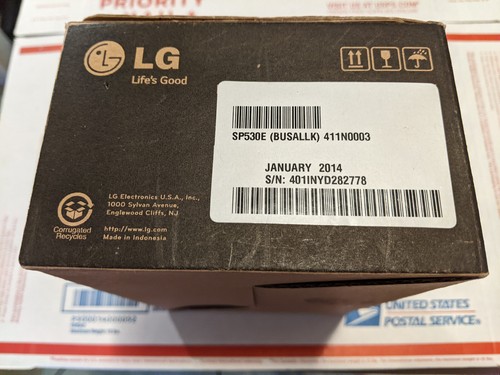 PRIORITY
LG
Life's Good
SP530E (BUSALLK) 411N0003
JANUARY 2014
S/N: 401INYD282778
LG Electronics U.S.A., Inc.,
1000 Sylvan Avenue,
Englewood Cliffs, NJ
http://www.lg.com
Made in Indonesia
Corrugated
Recycles
UNITED STATES
POSTAL SERVICE®